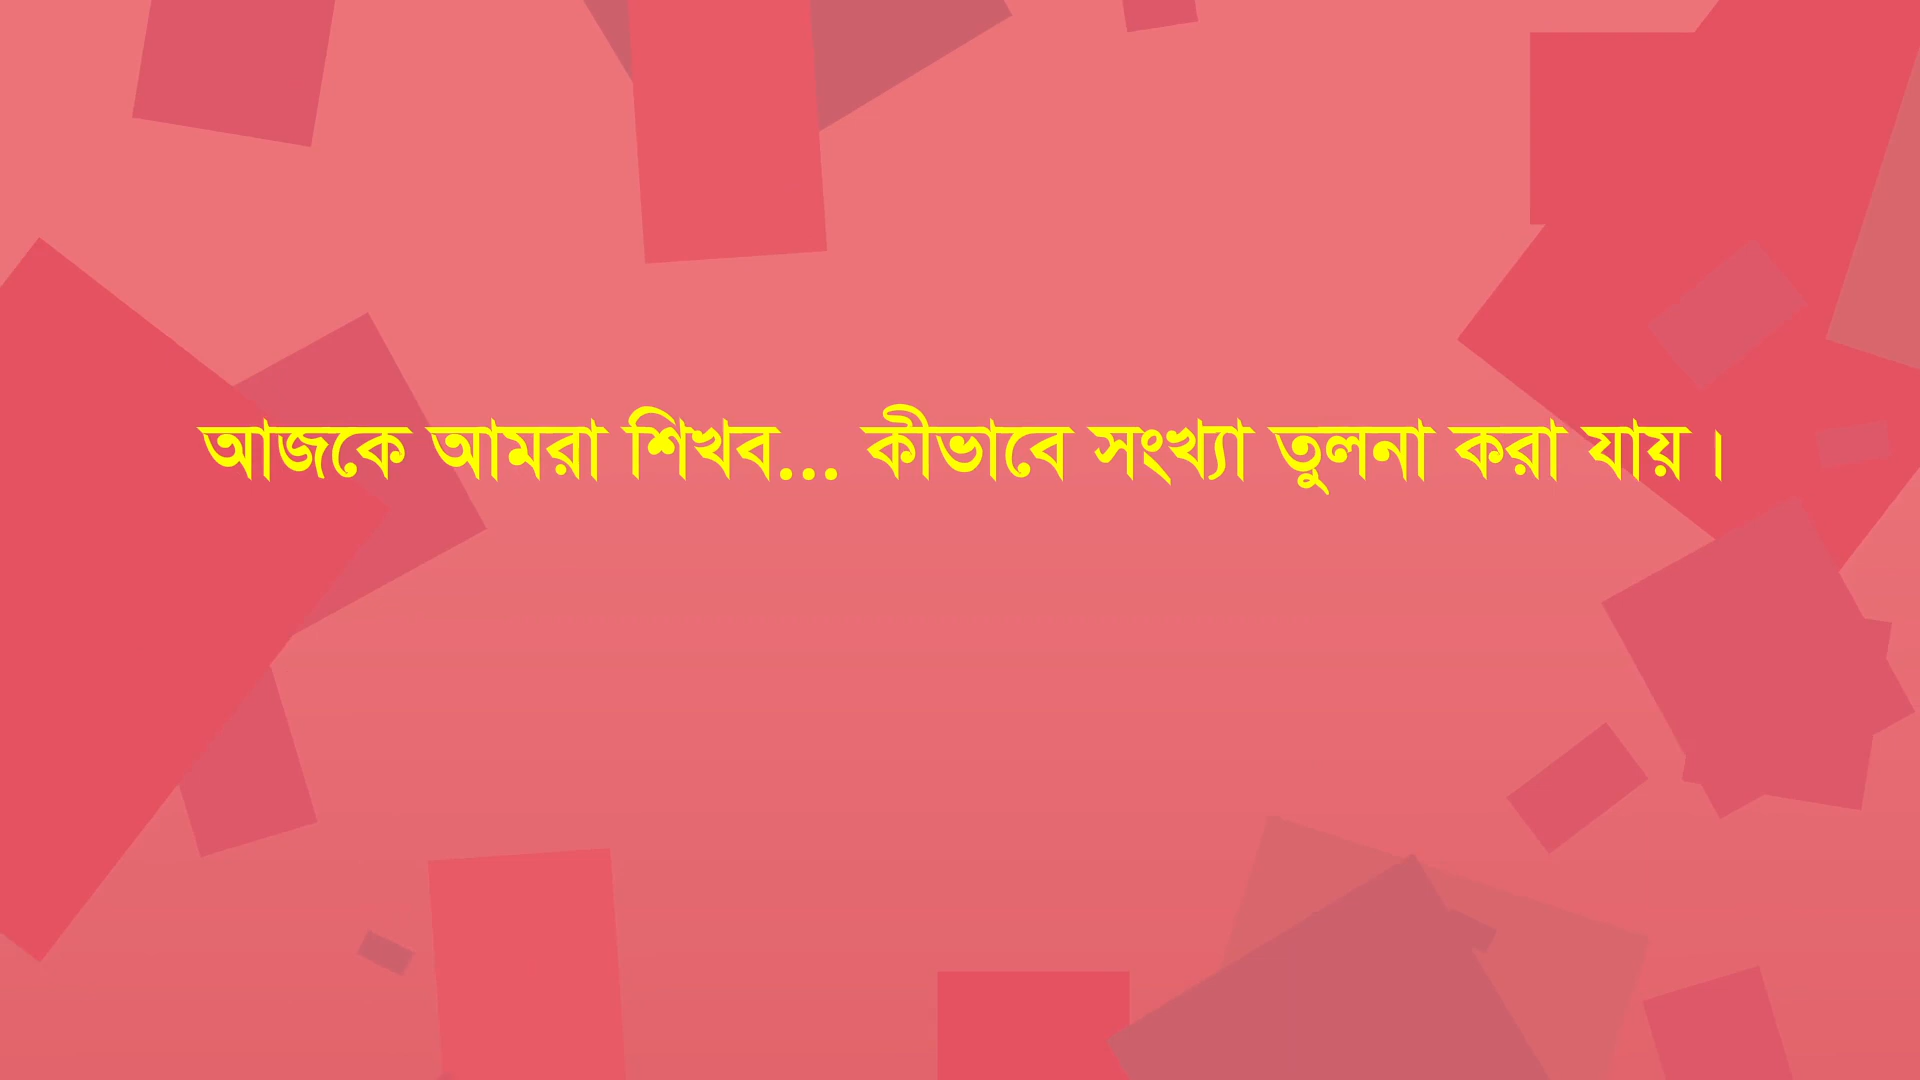 আজকে আমরা শিখব... কীভাবে সংখ্যা তুলনা করা যায়।